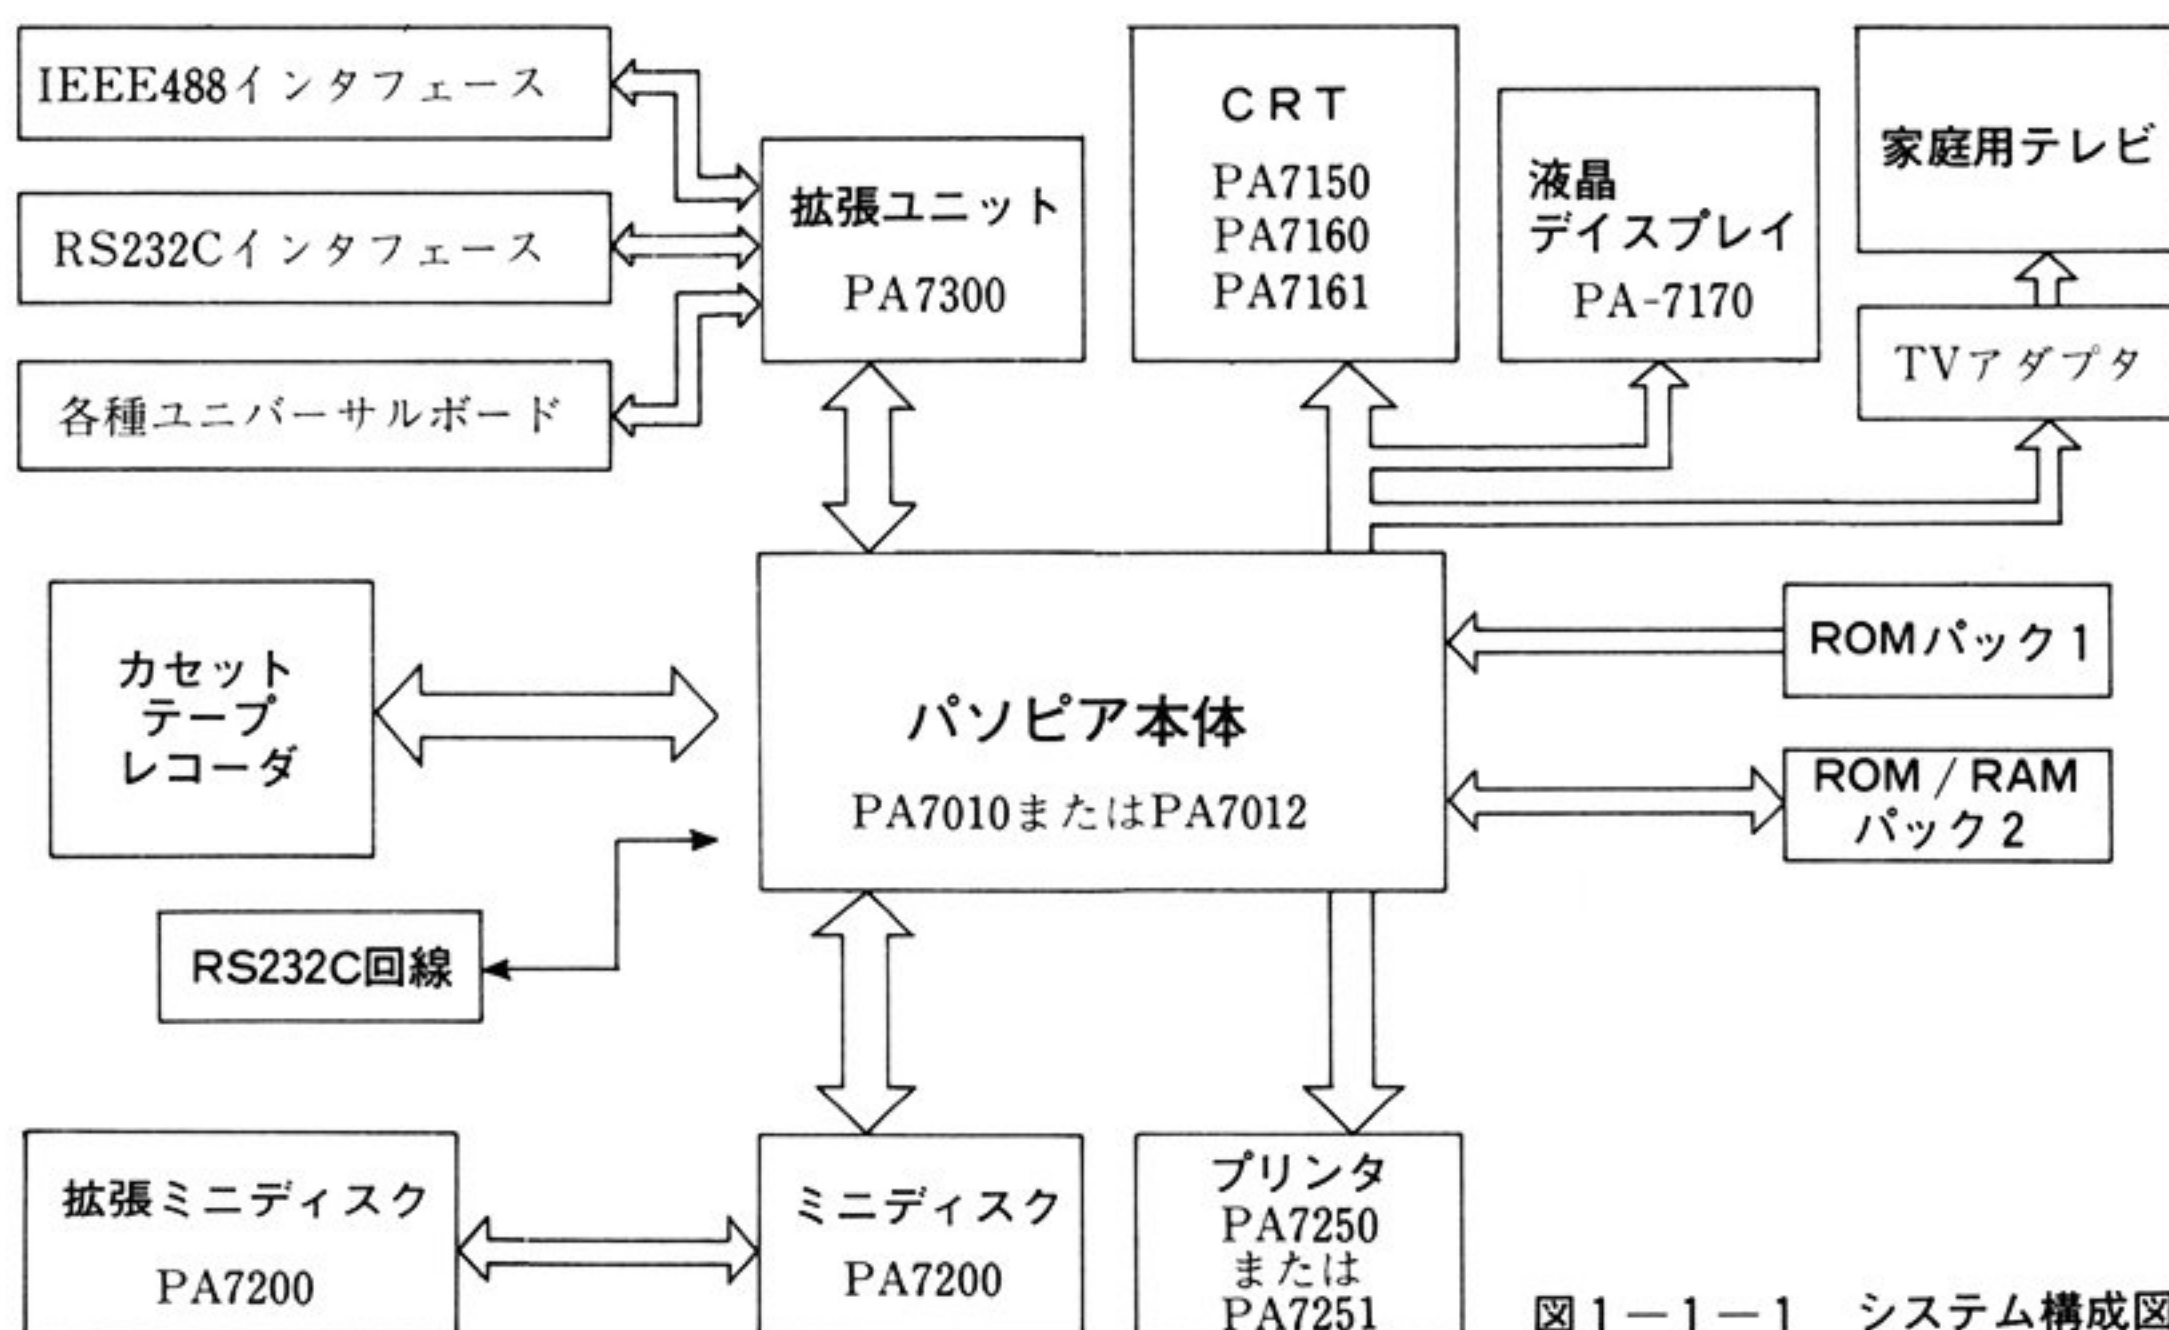 IEEE488インタフェース
RS232Cインタフェース
各種ユニバーサルボード
拡張ユニット
PA7300
CRT
PA7150
PA7160
PA7161
液晶
デイスプレイ
PA-7170
家庭用テレビ
TVアダプタ
カセット
テープ
レコーダ
パソピア本体
PA7010またはPA7012
ROMパック1
ROM/RAM
パック2
RS232C回線
拡張ミニディスク
PA7200
ミニディスク
PA7200
プリンタ
PA7250
または
PA7251
図1-1-1 システム構成図